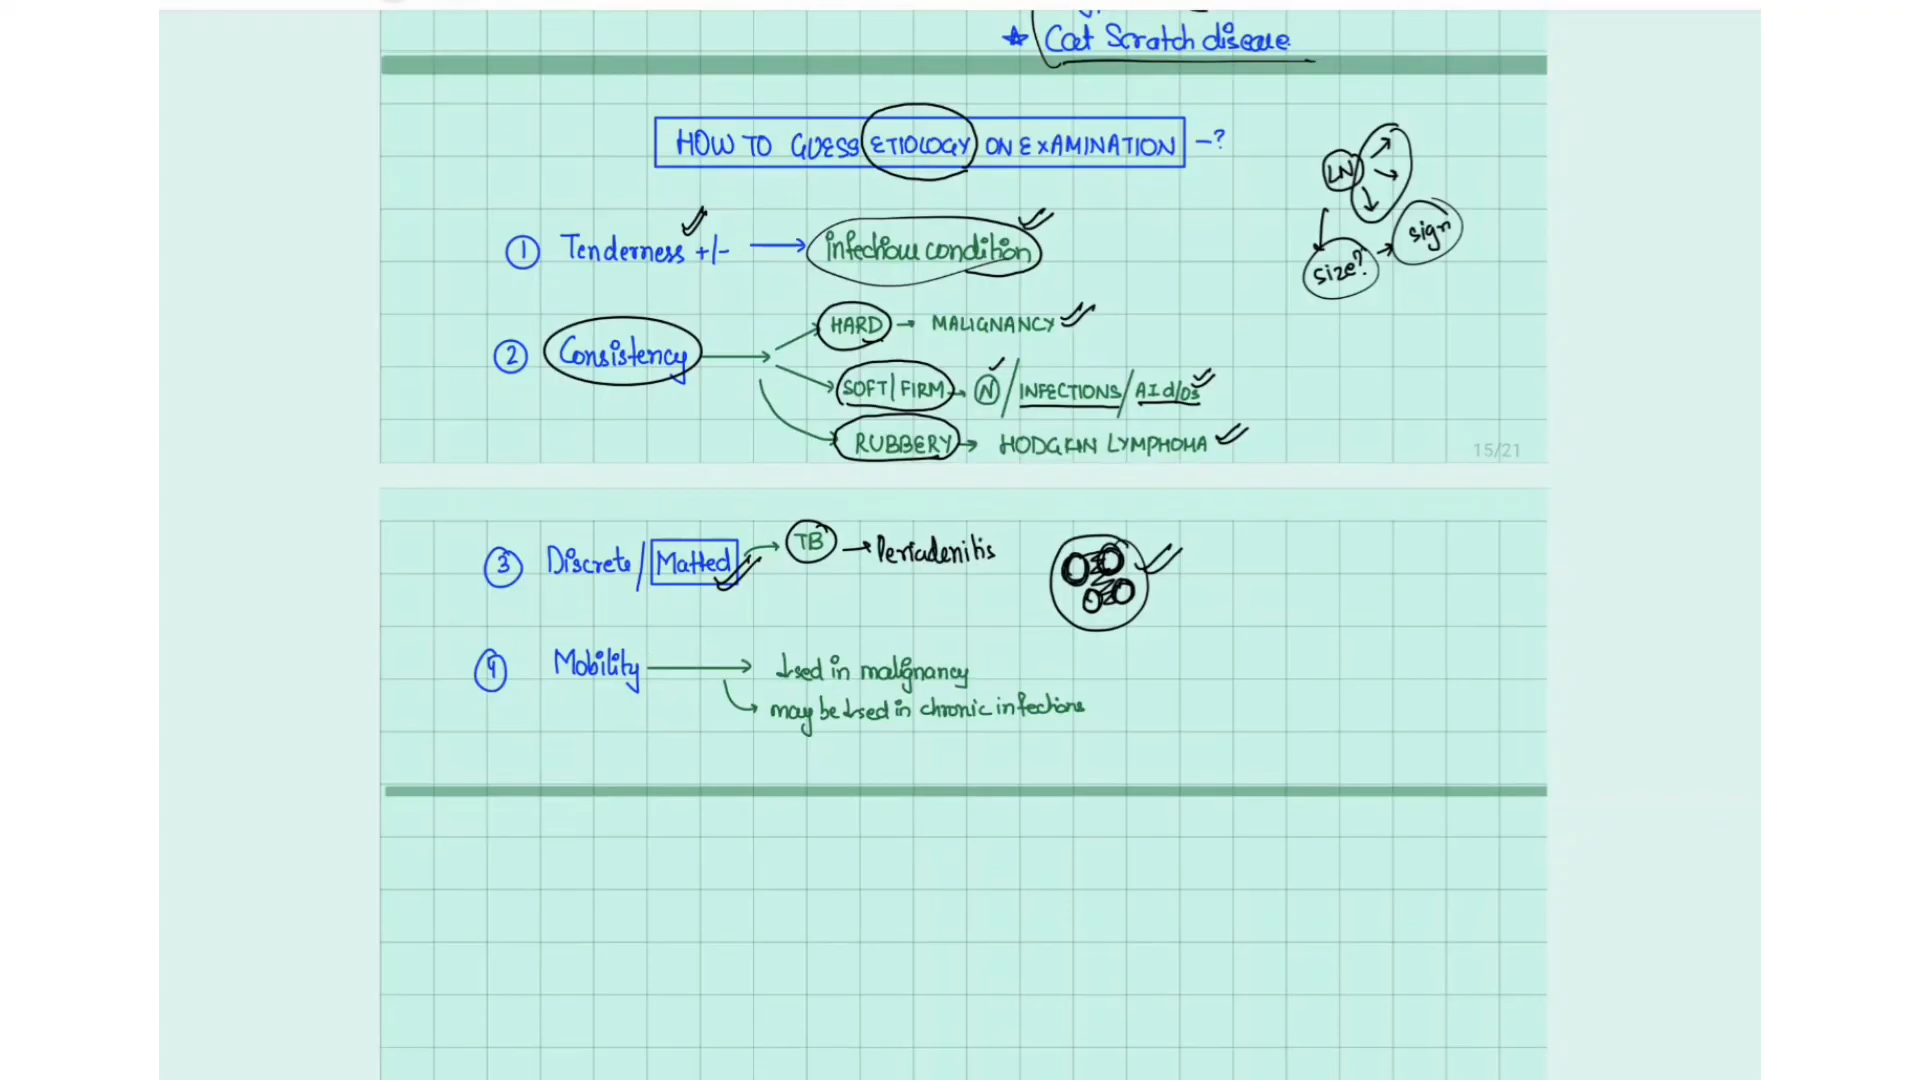 ★ Cat Scratch disease
HOW TO GUESS ETIOLOGY ON EXAMINATION -?
LN
sign
size?
① Tenderness +/- → infectious condition
② Consistency → HARD → MALIGNANCY
SOFT/FIRM → Ⓝ/INFECTIONS/AI d/os
RUBBERY → HODGKIN LYMPHOMA
15/21
③ Discrete/Matted → TB → Periadenitis
④ Mobility → ↓sed in malignancy
may be ↓sed in chronic infections